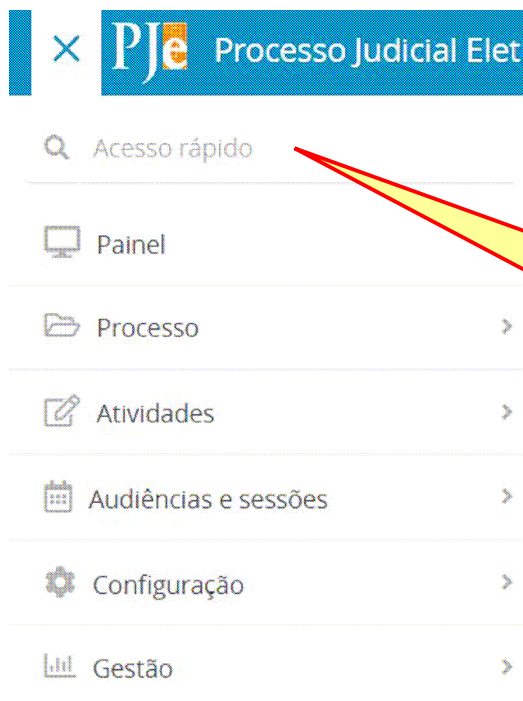 PJe Processo Judicial Elet
Acesso rápido
Painel
Processo
Atividades
Audiências e sessões
Configuração
Gestão